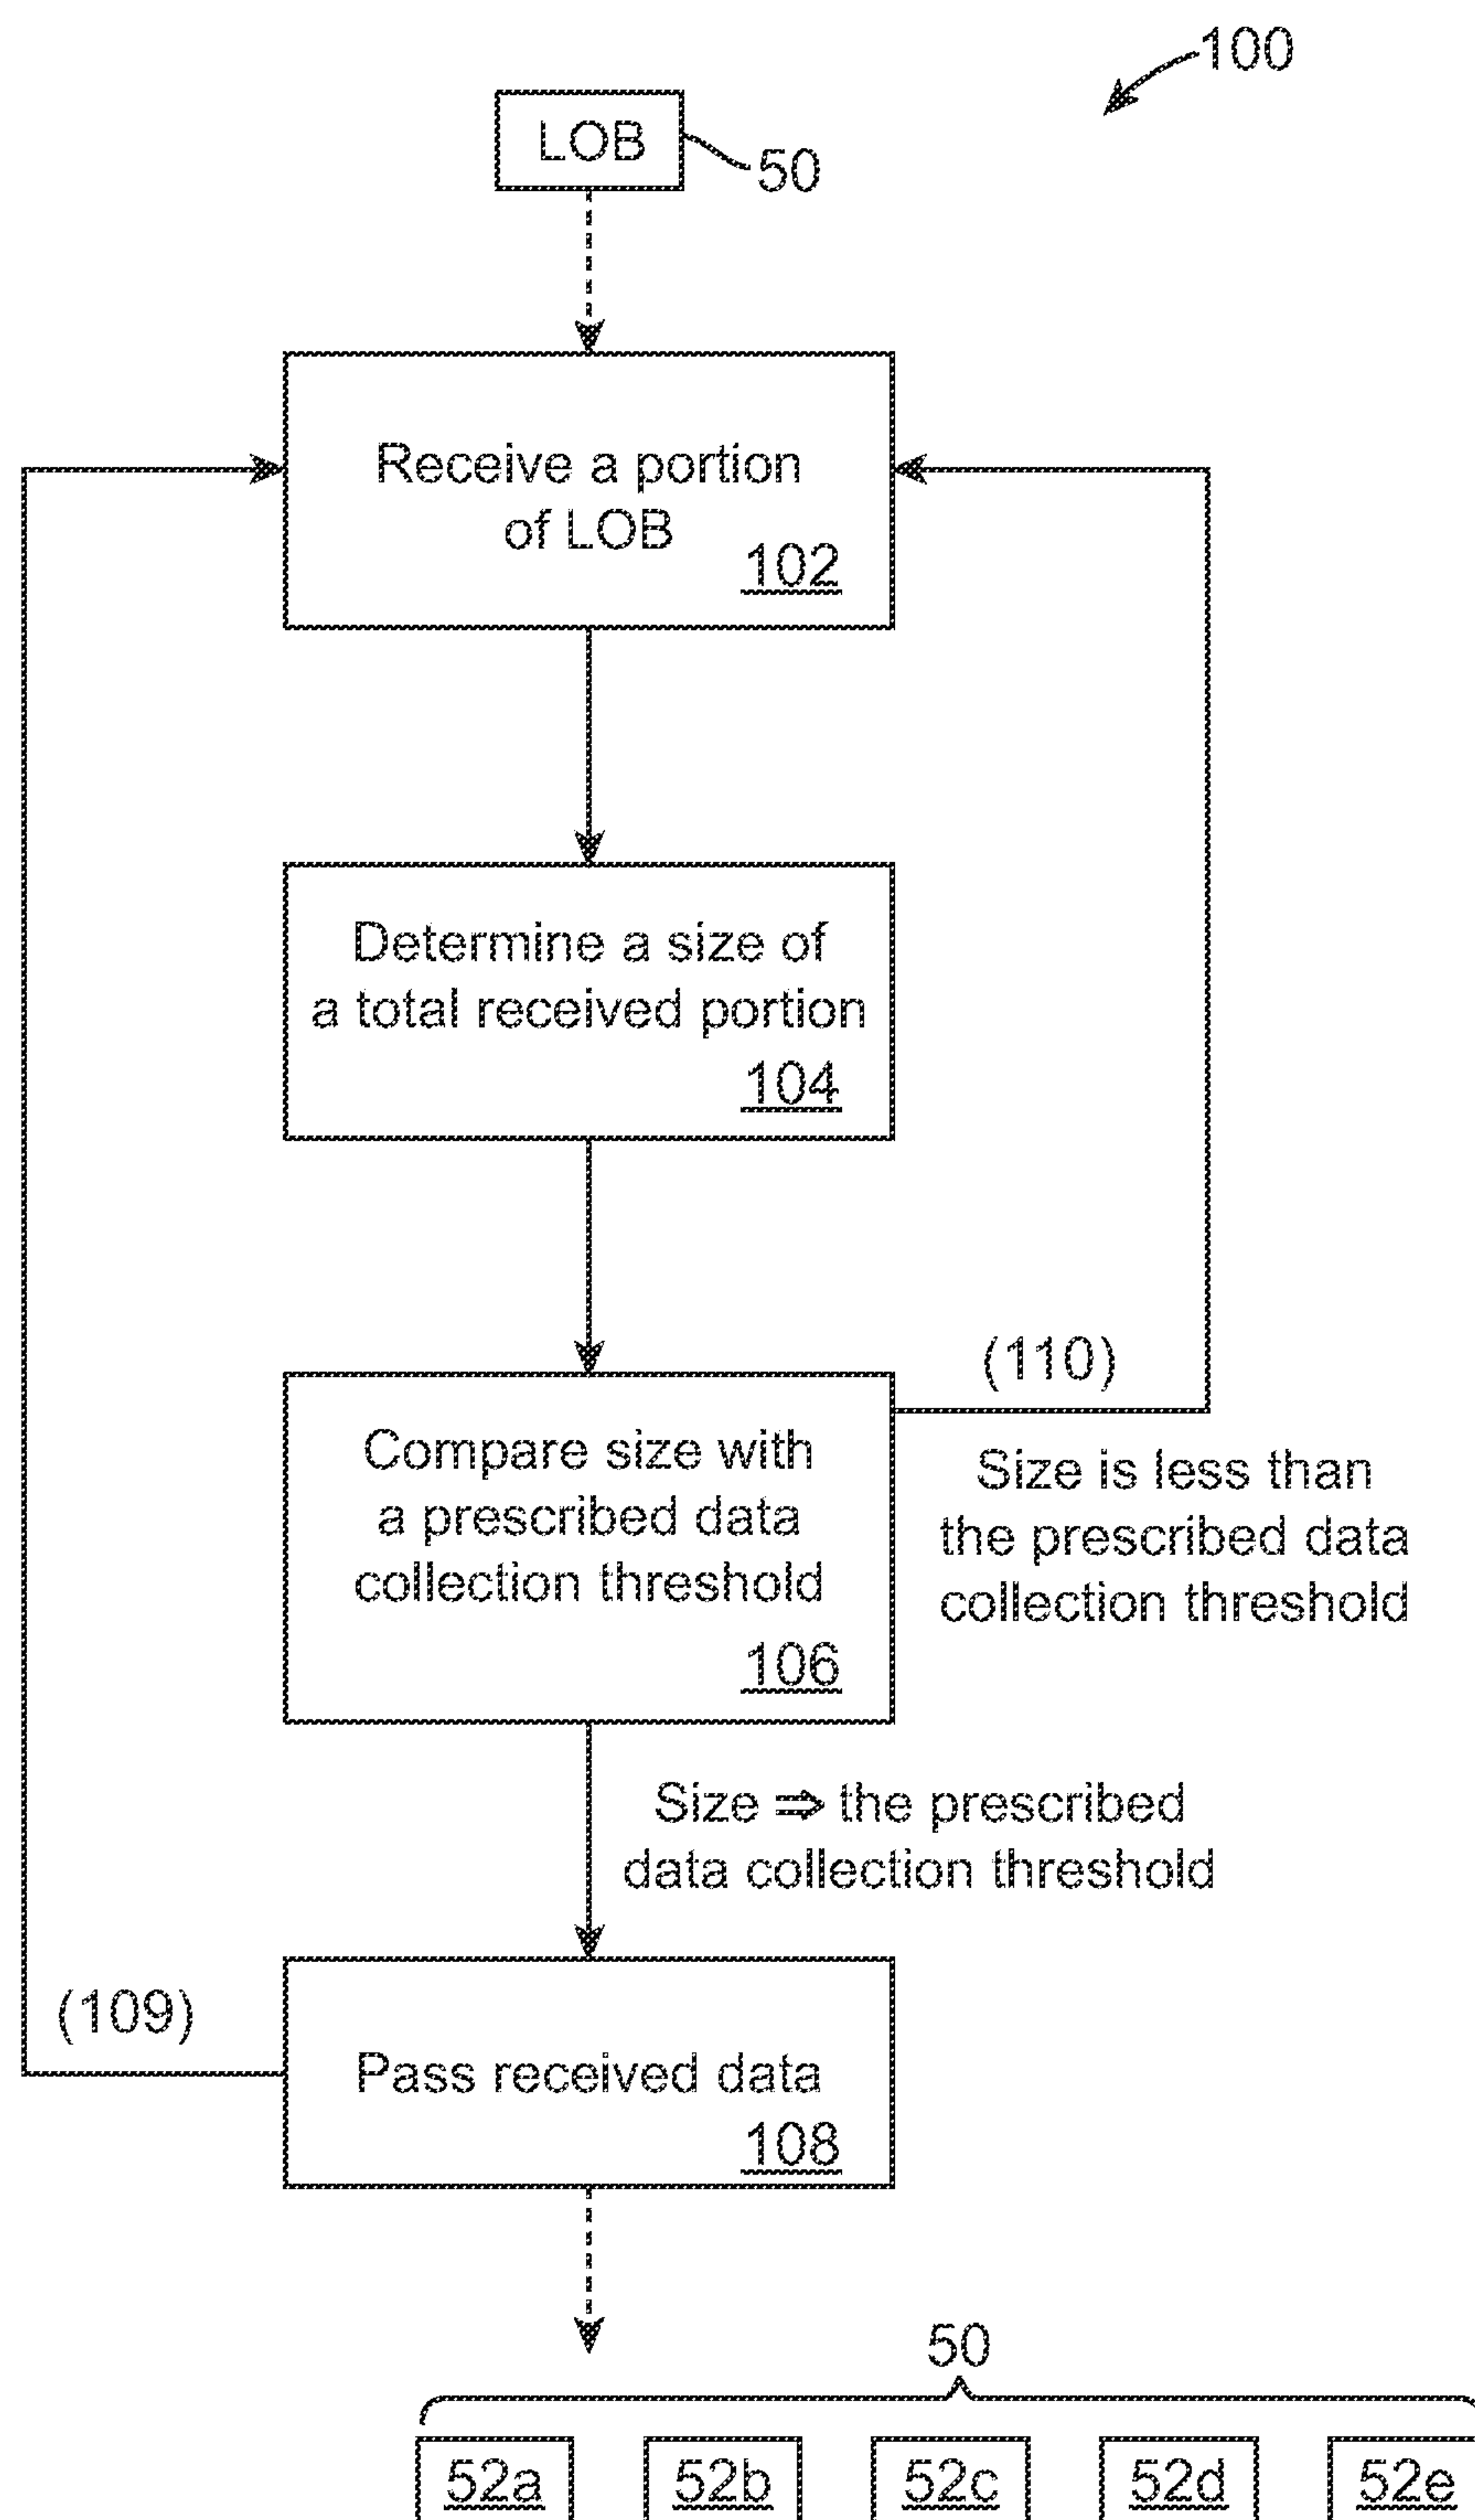 100
LOB
50
Receive a portion
of LOB
102
Determine a size of
a total received portion
104
(110)
Compare size with
a prescribed data
collection threshold
106
Size is less than
the prescribed data
collection threshold
Size ⇒ the prescribed
data collection threshold
(109)
Pass received data
108
50
52a 52b 52c 52d 52e